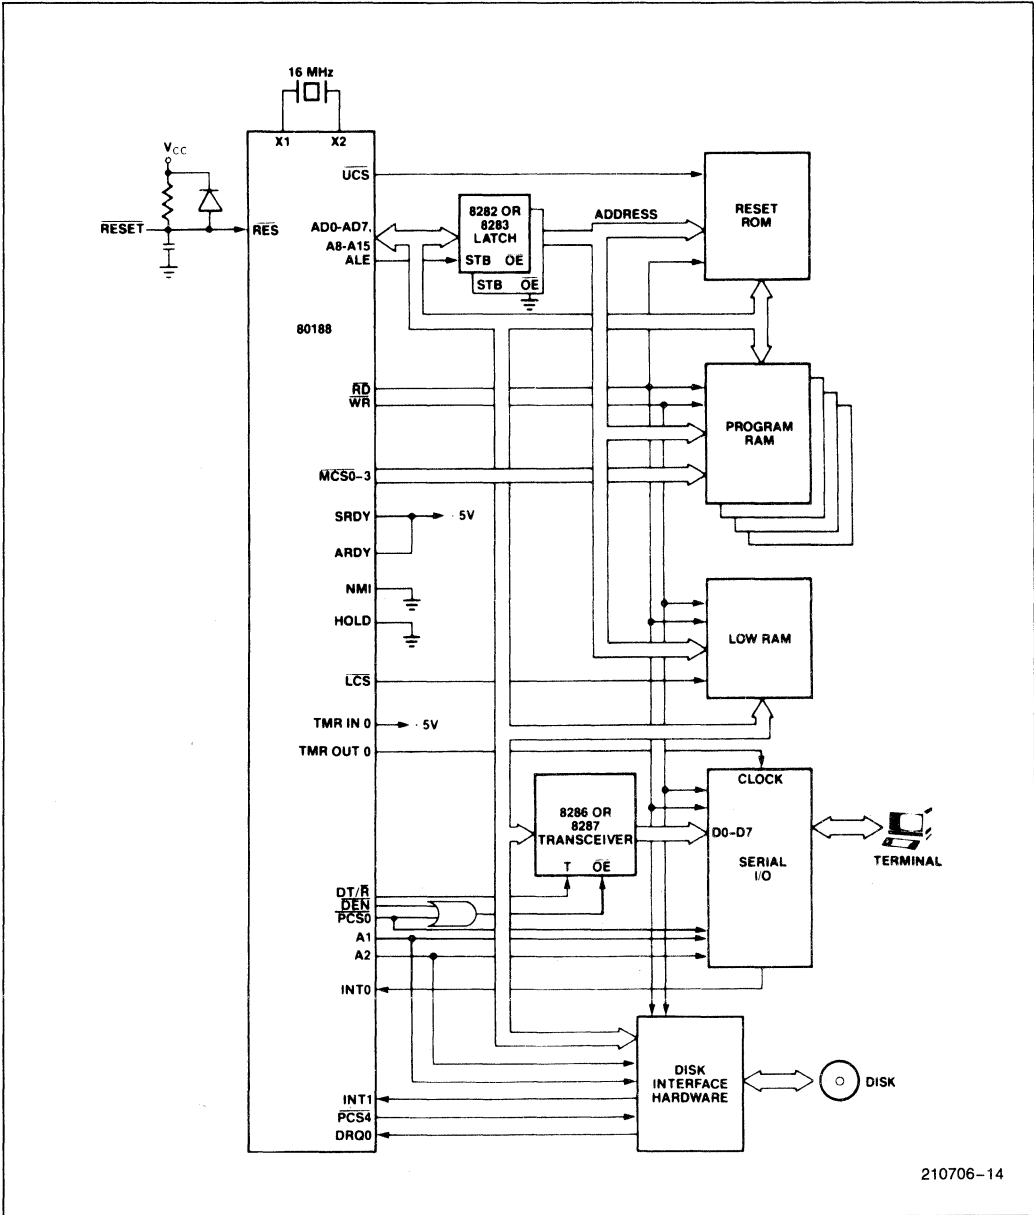 16 MHz
X1 X2
VCC
RESET
RES
UCS
AD0-AD7,
A8-A15
ALE
80188
RD
WR
MCS0-3
SRDY
ARDY
5V
NMI
HOLD
LCS
TMR IN 0
5V
TMR OUT 0
DT/R
DEN
PCS0
A1
A2
INT0
INT1
PCS4
DRQ0
8282 OR
8283
LATCH
STB OE
STB OE
ADDRESS
RESET
ROM
PROGRAM
RAM
LOW RAM
8286 OR
8287
TRANSCEIVER
T OE
CLOCK
D0-D7
SERIAL
I/O
TERMINAL
DISK
INTERFACE
HARDWARE
DISK
210706-14